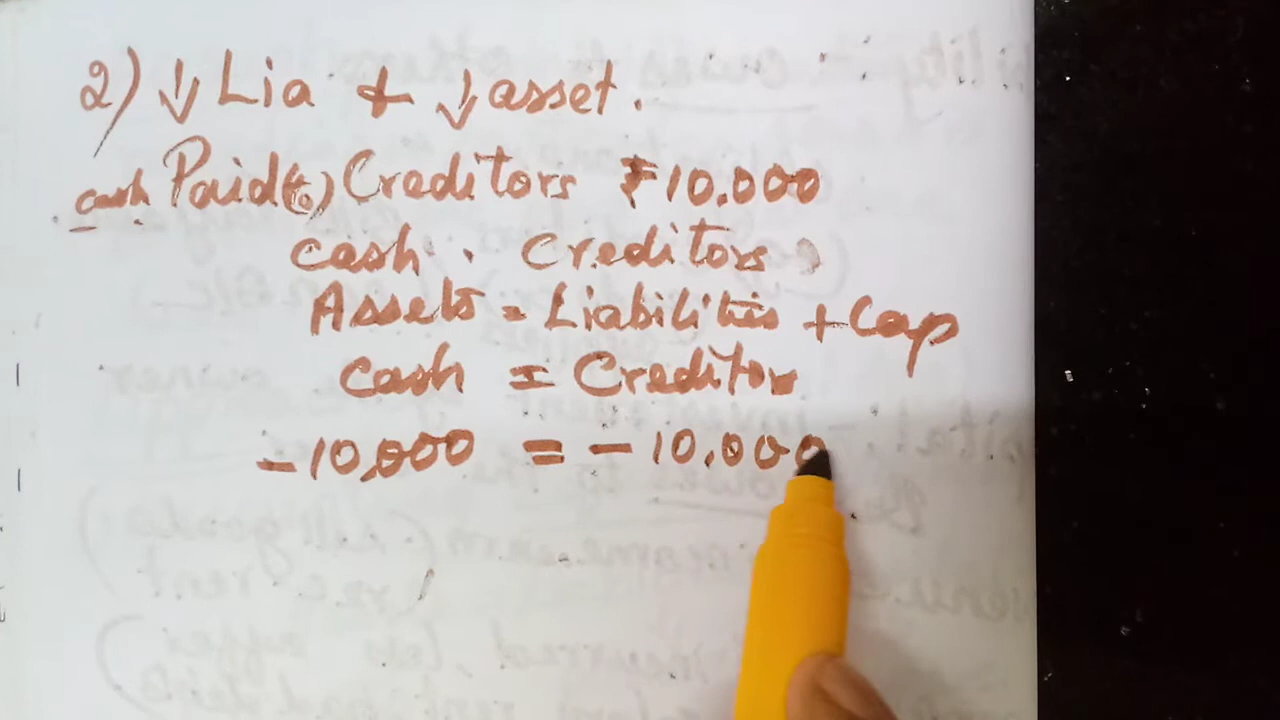 2) ↓ Lia & ↓ asset.
cash Paid (to) Creditors ₹10,000
cash . Creditors
Assets = Liabilities + Cap
cash = Creditor
-10,000 = -10,000